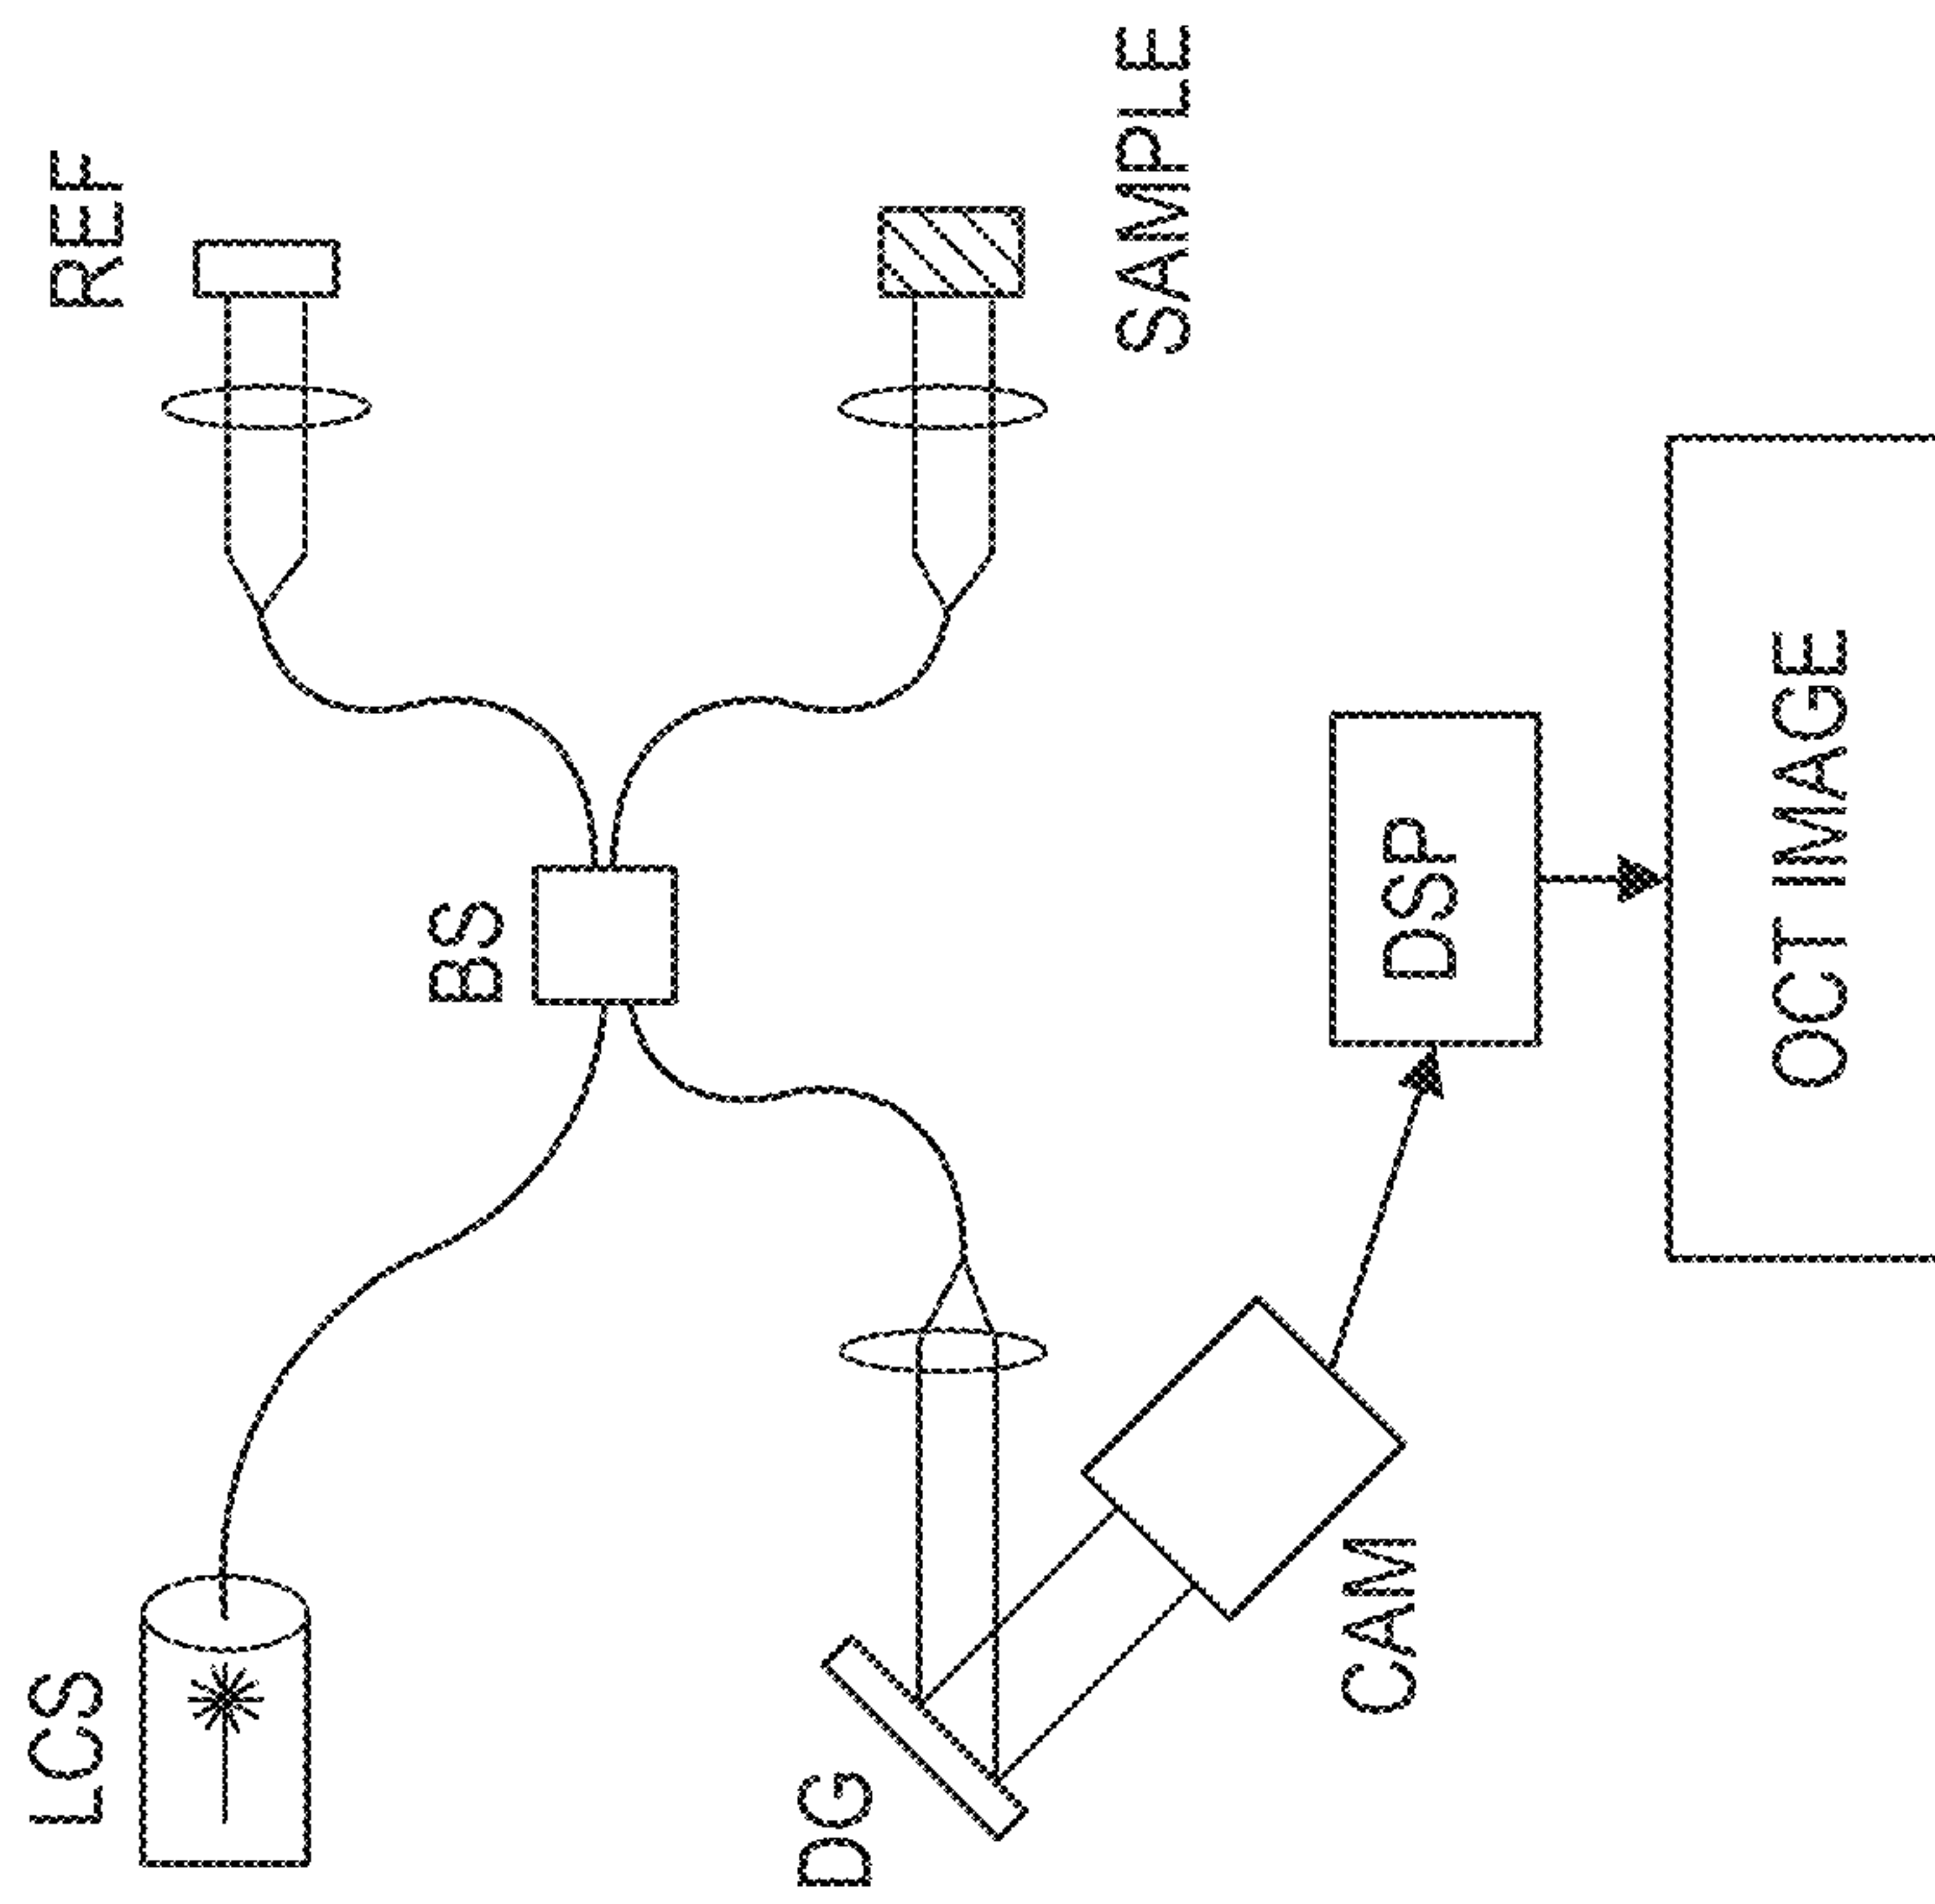 LCS
BS
REF
DG
CAM
DSP
SAMPLE
OCT IMAGE